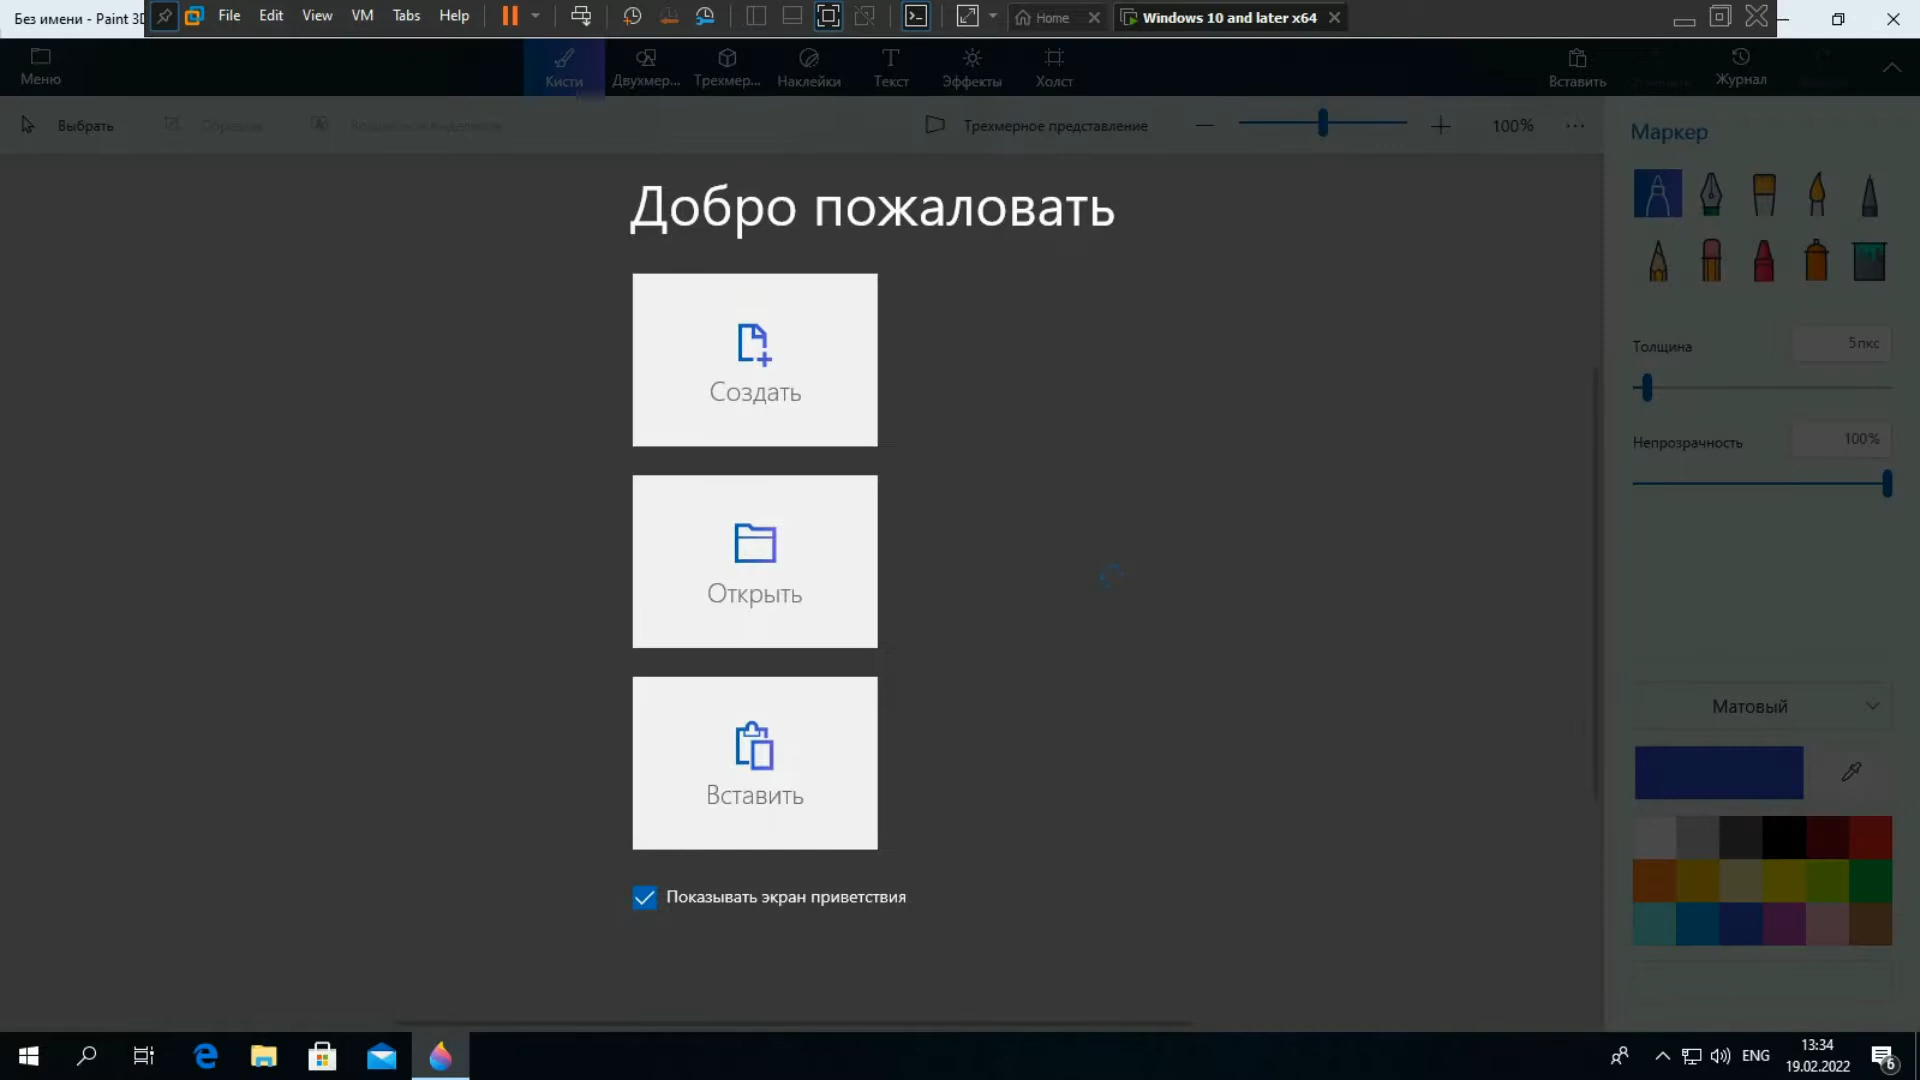 Без имени - Paint 3D
File Edit View VM Tabs Help
Home
Windows 10 and later x64
Меню
Кисти
Двухмер...
Трехмер...
Наклейки
Текст
Эффекты
Холст
Вставить
Журнал
Выбрать
Трехмерное представление
100%
Маркер
Добро пожаловать
Создать
Открыть
Вставить
Показывать экран приветствия
Толщина
5пкс
Непрозрачность
100%
Матовый
ENG
13:34
19.02.2022
6